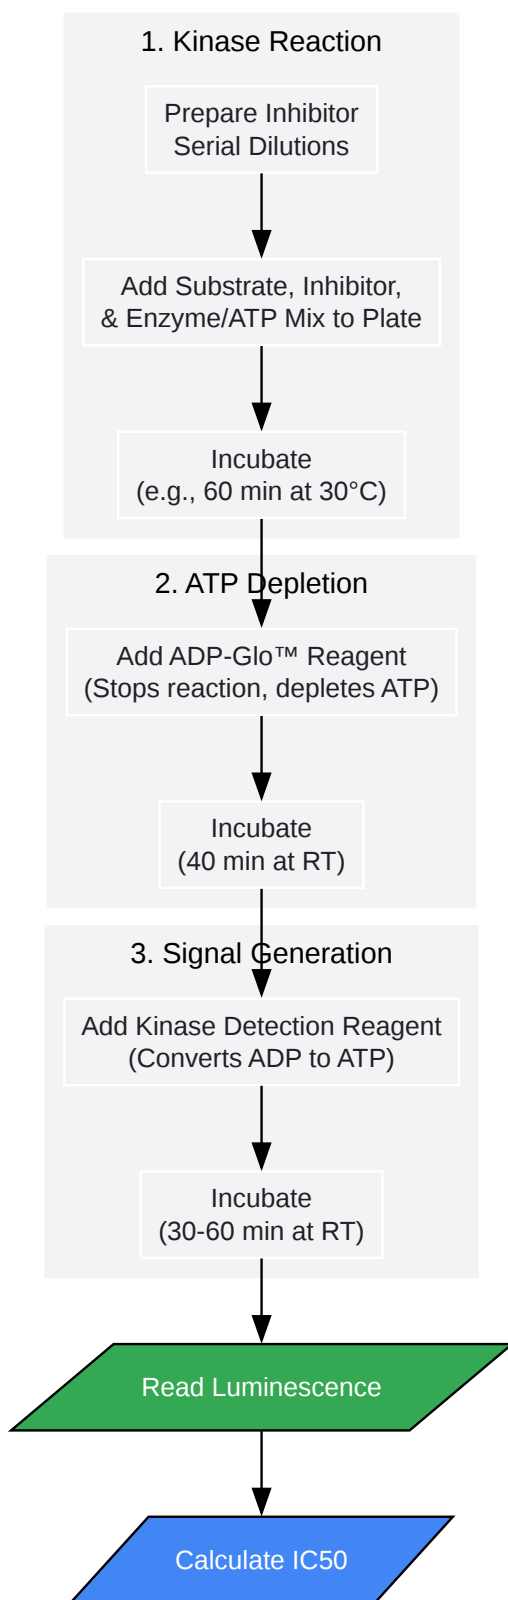 1. Kinase Reaction
Prepare Inhibitor
Serial Dilutions
Add Substrate, Inhibitor,
& Enzyme/ATP Mix to Plate
Incubate
(e.g., 60 min at 30°C)
2. ATP Depletion
Add ADP-Glo™ Reagent
(Stops reaction, depletes ATP)
Incubate
(40 min at RT)
3. Signal Generation
Add Kinase Detection Reagent
(Converts ADP to ATP)
Incubate
(30-60 min at RT)
Read Luminescence
Calculate IC50